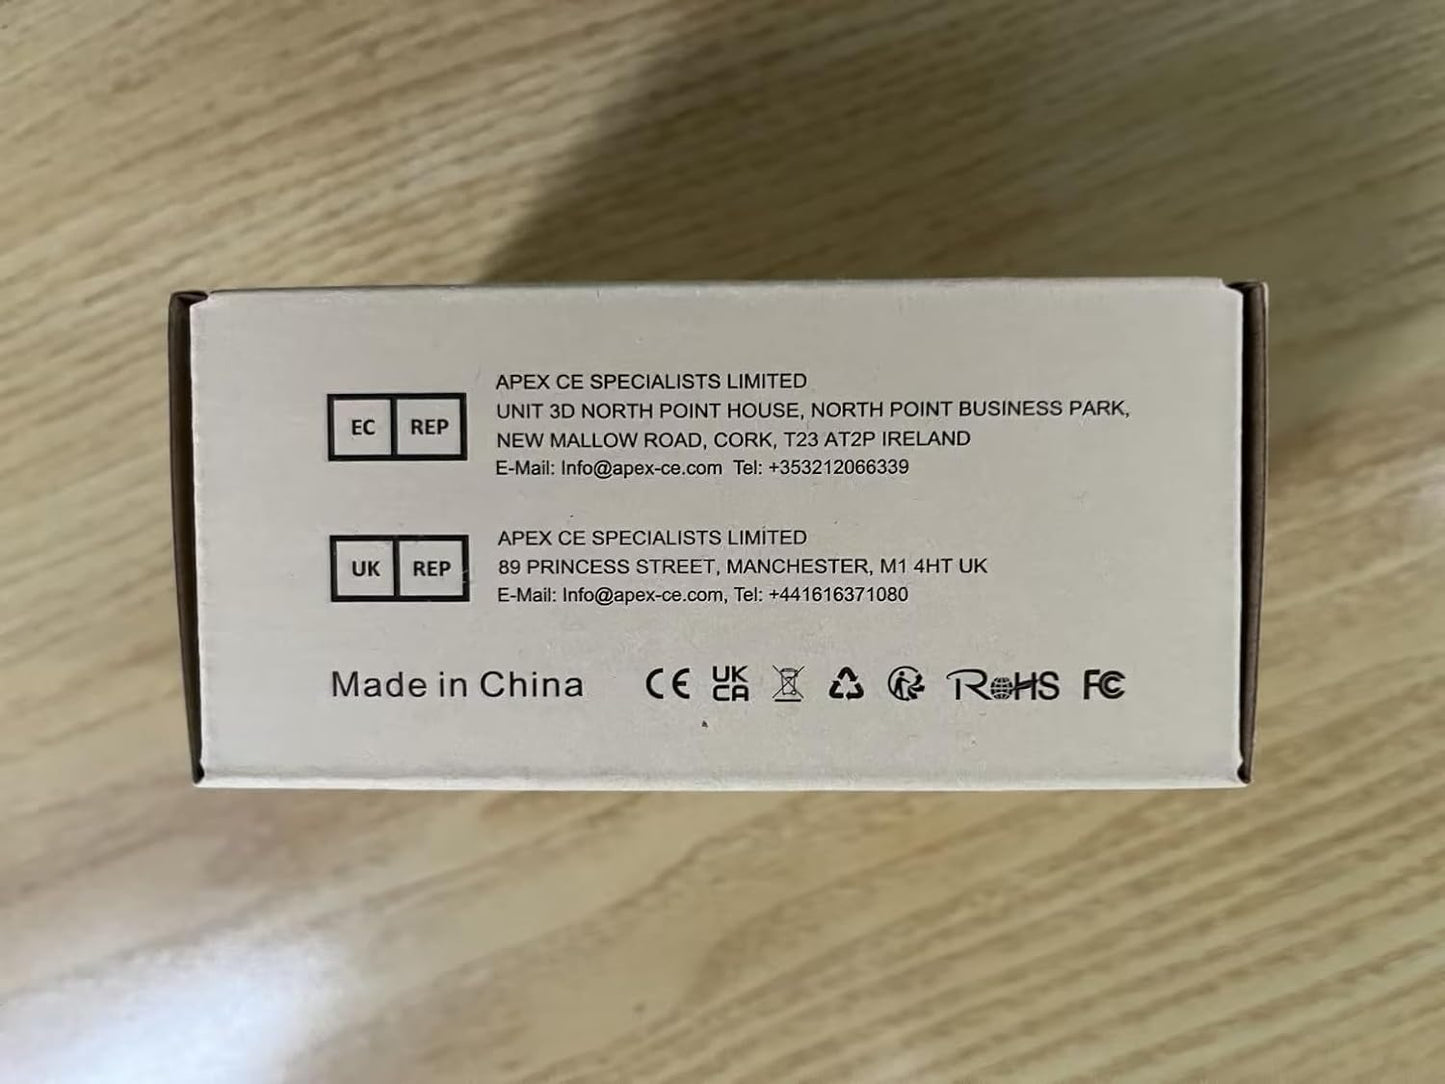 EC REP
APEX CE SPECIALISTS LIMITED
UNIT 3D NORTH POINT HOUSE, NORTH POINT BUSINESS PARK,
NEW MALLOW ROAD, CORK, T23 AT2P IRELAND
E-Mail: Info@apex-ce.com Tel: +353212066339
UK REP
APEX CE SPECIALISTS LIMITED
89 PRINCESS STREET, MANCHESTER, M1 4HT UK
E-Mail: Info@apex-ce.com, Tel: +441616371080
Made in China CE UK CA RoHS FC